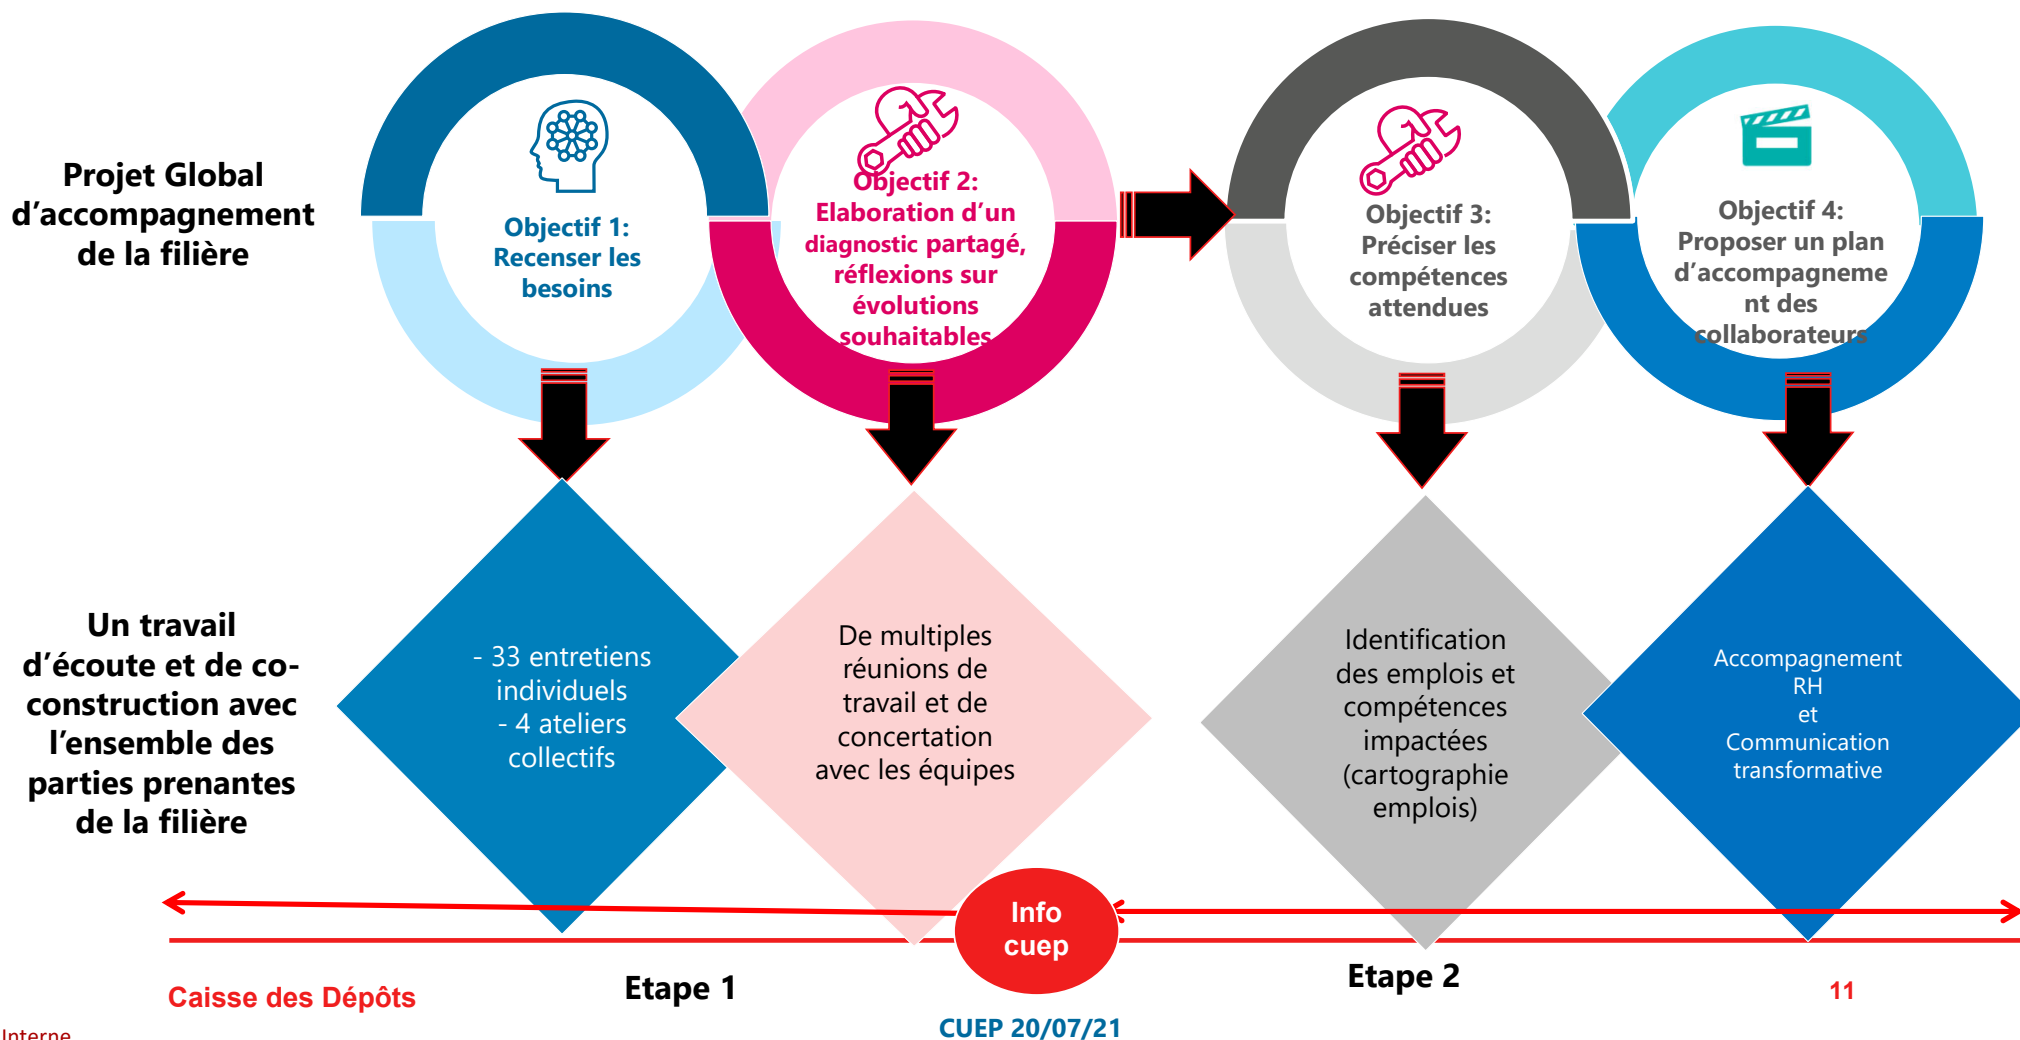 Projet Global
d’accompagnement
de la filière
Objectif 1:
Recenser les
besoins
Objectif 2:
Elaboration d’un
diagnostic partagé,
réflexions sur
évolutions
souhaitables
Objectif 3:
Préciser les
compétences
attendues
Objectif 4:
Proposer un plan
d’accompagneme
nt des
collaborateurs
Un travail
d’écoute et de co-
construction avec
l’ensemble des
parties prenantes
de la filière
- 33 entretiens
individuels
- 4 ateliers
collectifs
De multiples
réunions de
travail et de
concertation
avec les équipes
Identification
des emplois et
compétences
impactées
(cartographie
emplois)
Accompagnement
RH
et
Communication
transformative
Info
cuep
Etape 1
Etape 2
Caisse des Dépôts
11
CUEP 20/07/21
Interne